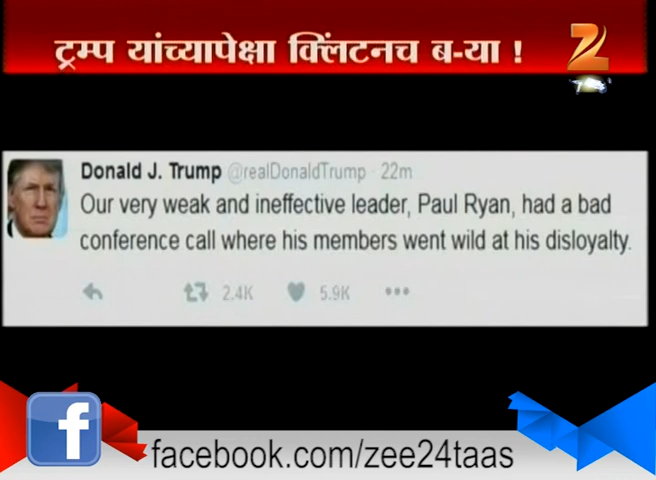 ट्रम्प यांच्यापेक्षा क्लिंटनच ब-या !
Donald J. Trump @realDonaldTrump · 22m
Our very weak and ineffective leader, Paul Ryan, had a bad
conference call where his members went wild at his disloyalty.
2.4K 5.9K
facebook.com/zee24taas